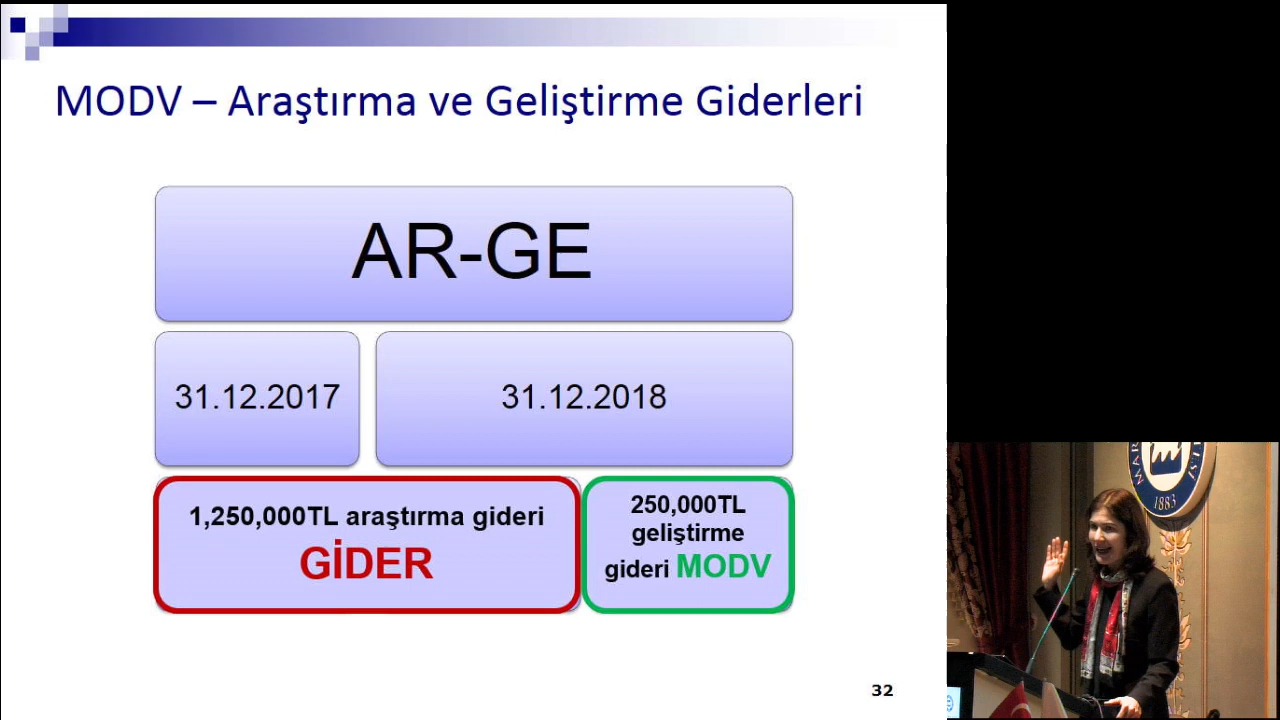 MODV – Araştırma ve Geliştirme Giderleri
AR-GE
31.12.2017
31.12.2018
1,250,000TL araştırma gideri
GİDER
250,000TL
geliştirme
gideri MODV
32
1883